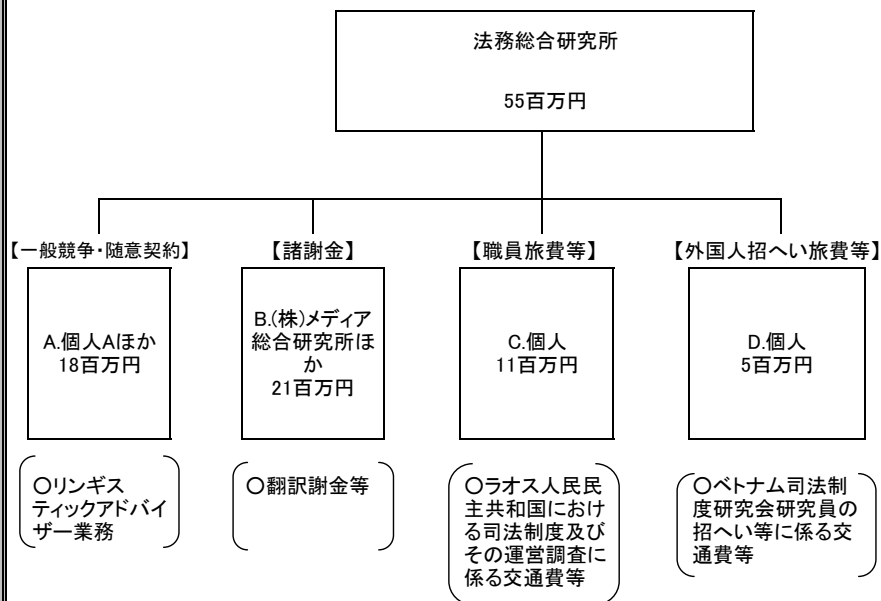 法務総合研究所
55百万円
【一般競争・随意契約】
【諸謝金】
【職員旅費等】
【外国人招へい旅費等】
A.個人Aほか
18百万円
B.(株)メディア
総合研究所ほ
か
21百万円
C.個人
11百万円
D.個人
5百万円
○リンギス
ティックアドバイ
ザー業務
○翻訳謝金等
○ラオス人民民
主共和国におけ
る司法制度及び
その運営調査に
係る交通費等
○ベトナム司法制
度研究会研究員の
招へい等に係る交
通費等